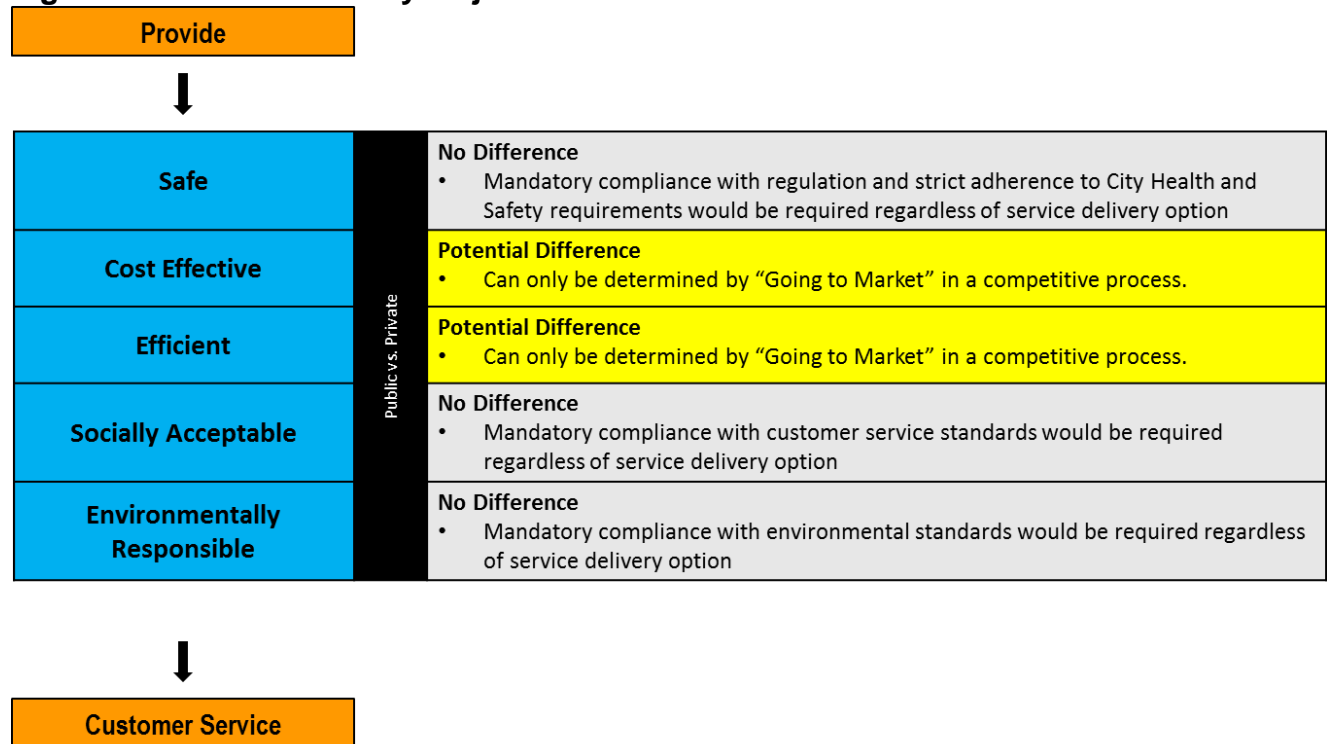 Provide
Safe
No Difference
• Mandatory compliance with regulation and strict adherence to City Health and
Safety requirements would be required regardless of service delivery option
Cost Effective
Potential Difference
• Can only be determined by “Going to Market” in a competitive process.
Public vs. Private
Efficient
Potential Difference
• Can only be determined by “Going to Market” in a competitive process.
Socially Acceptable
No Difference
• Mandatory compliance with customer service standards would be required
regardless of service delivery option
Environmentally
Responsible
No Difference
• Mandatory compliance with environmental standards would be required regardless
of service delivery option
Customer Service